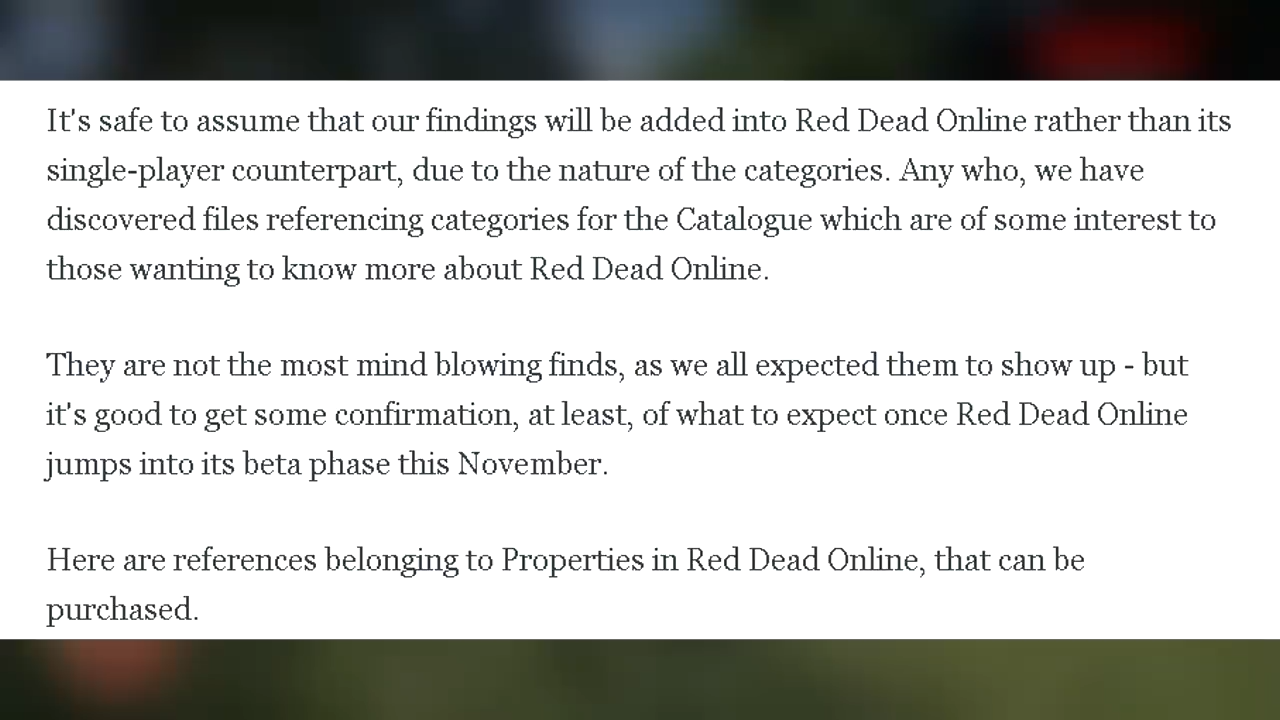 It's safe to assume that our findings will be added into Red Dead Online rather than its
single-player counterpart, due to the nature of the categories. Any who, we have
discovered files referencing categories for the Catalogue which are of some interest to
those wanting to know more about Red Dead Online.
They are not the most mind blowing finds, as we all expected them to show up - but
it's good to get some confirmation, at least, of what to expect once Red Dead Online
jumps into its beta phase this November.
Here are references belonging to Properties in Red Dead Online, that can be
purchased.